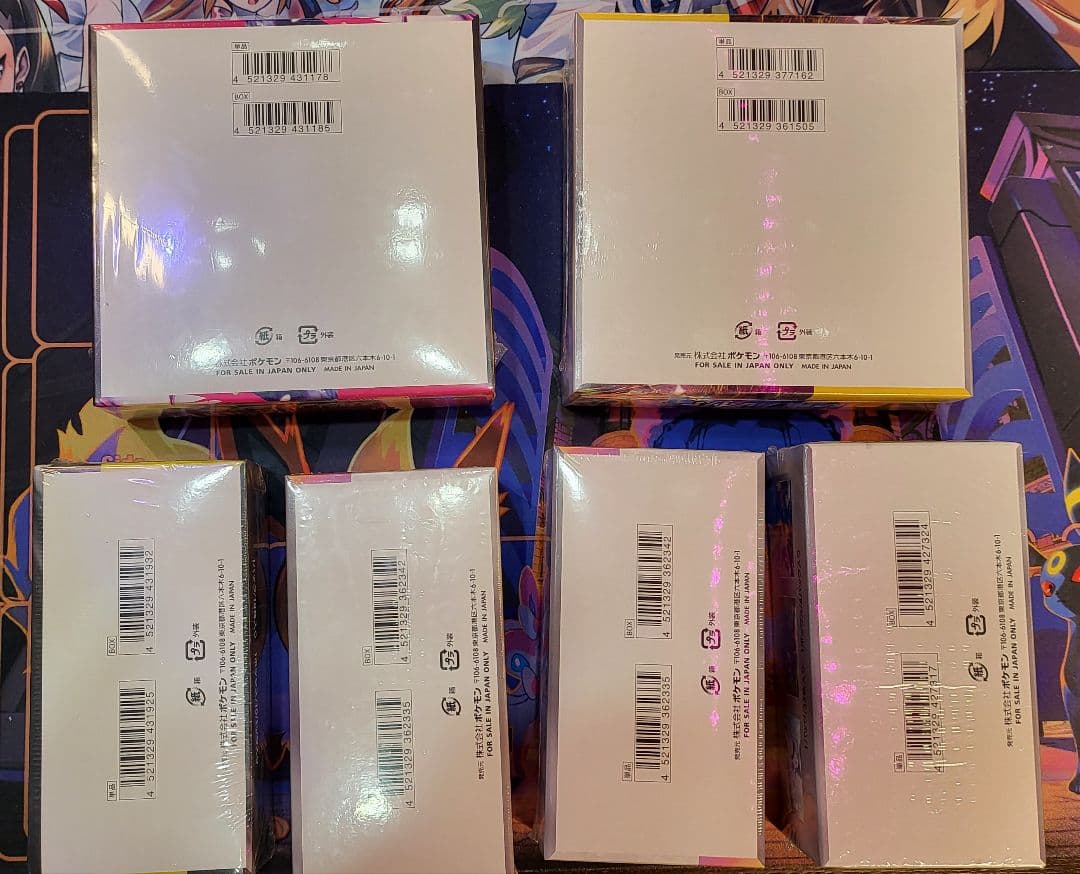 単品
4 521329 431178
BOX
4 521329 431185
紙 箱 プラ 外装
株式会社ポケモン 〒106-6108 東京都港区六本木6-10-1
FOR SALE IN JAPAN ONLY MADE IN JAPAN
単品
4 521329 377162
BOX
4 521329 361505
紙 箱 プラ 外装
発売元 株式会社ポケモン 〒106-6108 東京都港区六本木6-10-1
FOR SALE IN JAPAN ONLY MADE IN JAPAN
単品
4 521329 431925
BOX
4 521329 431932
紙 箱 プラ 外装
株式会社ポケモン 〒106-6108 東京都港区六本木6-10-1
FOR SALE IN JAPAN ONLY MADE IN JAPAN
4 521329 362335
BOX
4 521329 362342
紙 箱 プラ 外装
発売元 株式会社ポケモン 〒106-6108 東京都港区六本木6-10-1
FOR SALE IN JAPAN ONLY MADE IN JAPAN
単品
4 521329 362335
BOX
4 521329 362342
紙 箱 プラ 外装
発売元 株式会社ポケモン 〒106-6108 東京都港区六本木6-10-1
FOR SALE IN JAPAN ONLY MADE IN JAPAN
単品
4 521329 427317
BOX
4 521329 427324
紙 箱 プラ 外装
発売元 株式会社ポケモン 〒106-6108 東京都港区六本木6-10-1
FOR SALE IN JAPAN ONLY MADE IN JAPAN